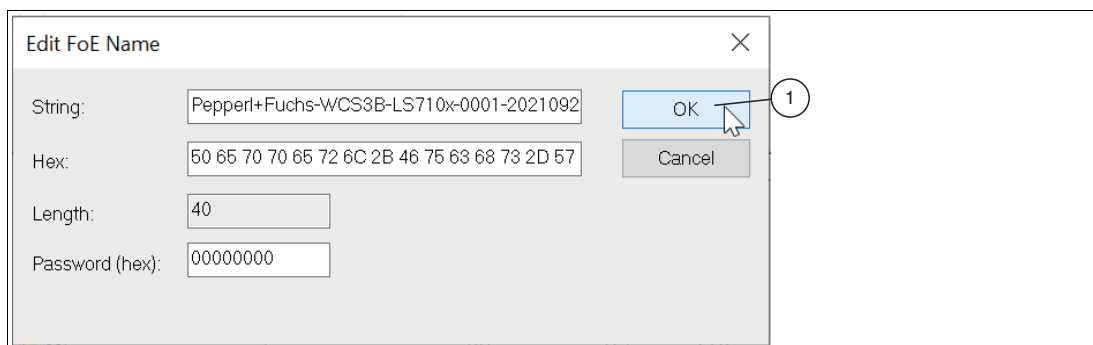 Edit FoE Name
String: Pepperl+Fuchs-WCS3B-LS710x-0001-2021092 OK 1
Hex: 50 65 70 70 65 72 6C 2B 46 75 63 68 73 2D 57 Cancel
Length: 40
Password (hex): 00000000